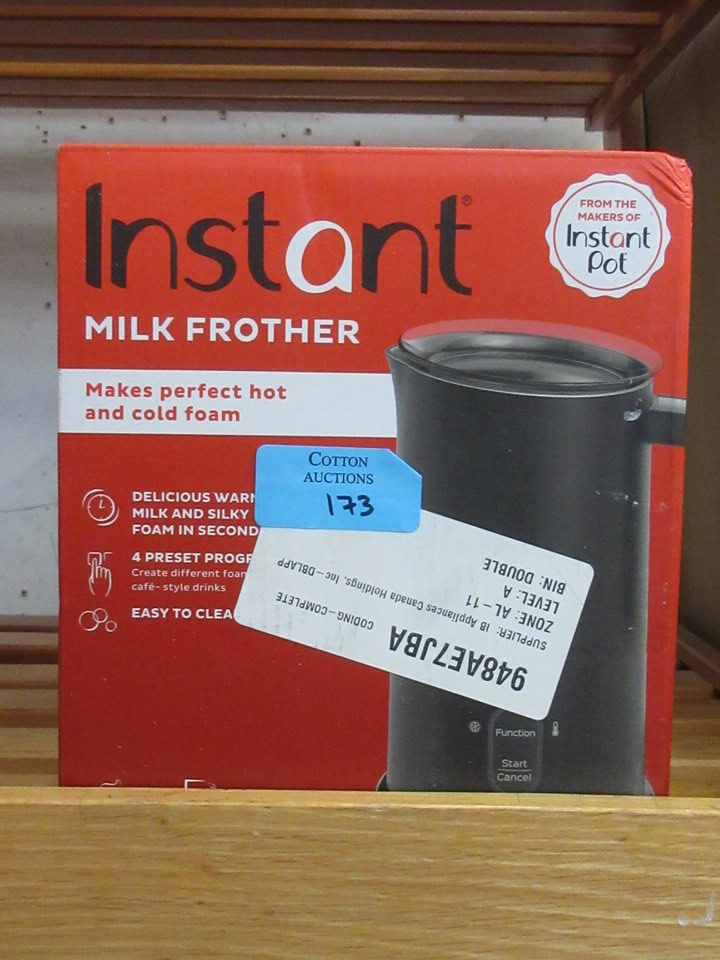 Instant®
MILK FROTHER
FROM THE
MAKERS OF
Instant
Pot
Makes perfect hot
and cold foam
COTTON
AUCTIONS
173
DELICIOUS WARM
MILK AND SILKY
FOAM IN SECOND
4 PRESET PROG
Create different foam
café-style drinks
EASY TO CLEA
948AE7JBA
CODING-COMPLETE
SUPPLIER: IB Appliances Canada Holdings, Inc-DBLAPP
ZONE: AL-11
LEVEL: A
BIN: DOUBLE
Function
Start
Cancel